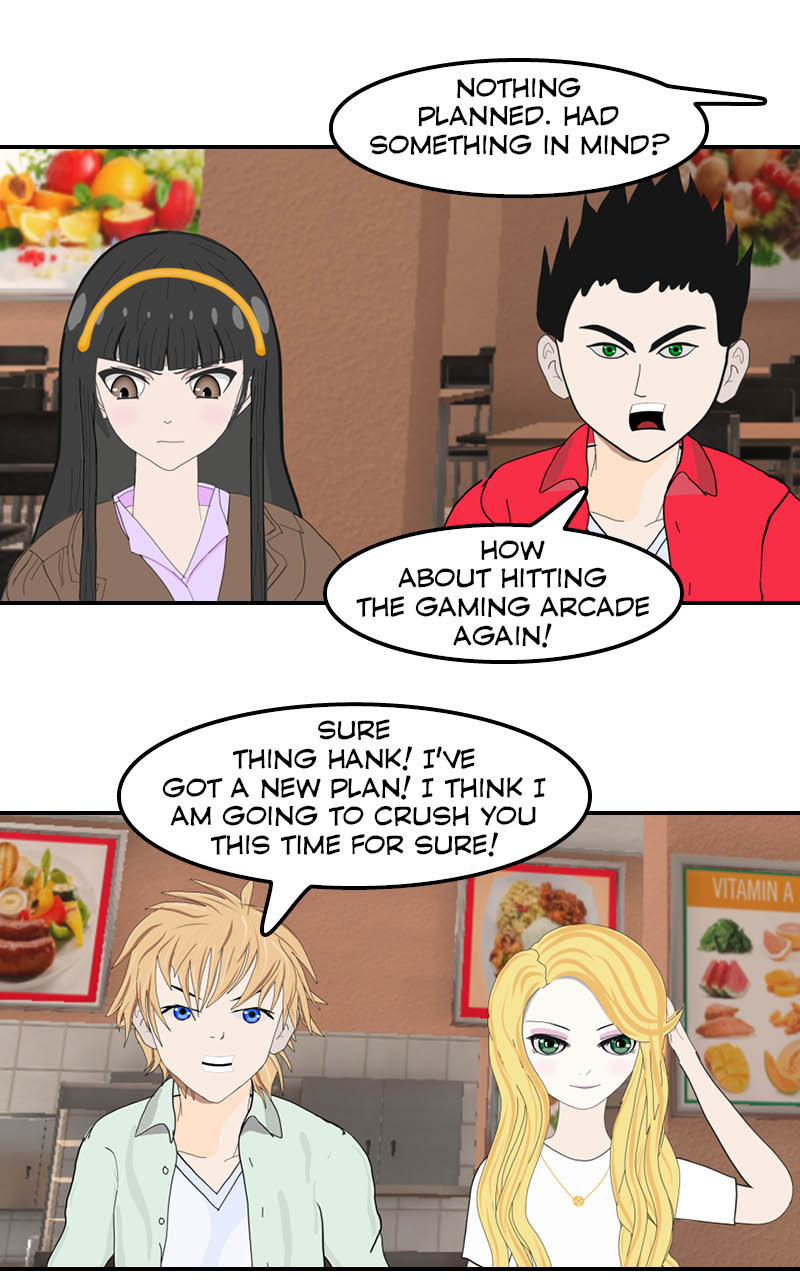 NOTHING
PLANNED. HAD
SOMETHING IN MIND?
HOW
ABOUT HITTING
THE GAMING ARCADE
AGAIN!
SURE
THING HANK! I'VE
GOT A NEW PLAN! I THINK I
AM GOING TO CRUSH YOU
THIS TIME FOR SURE!
VITAMIN A